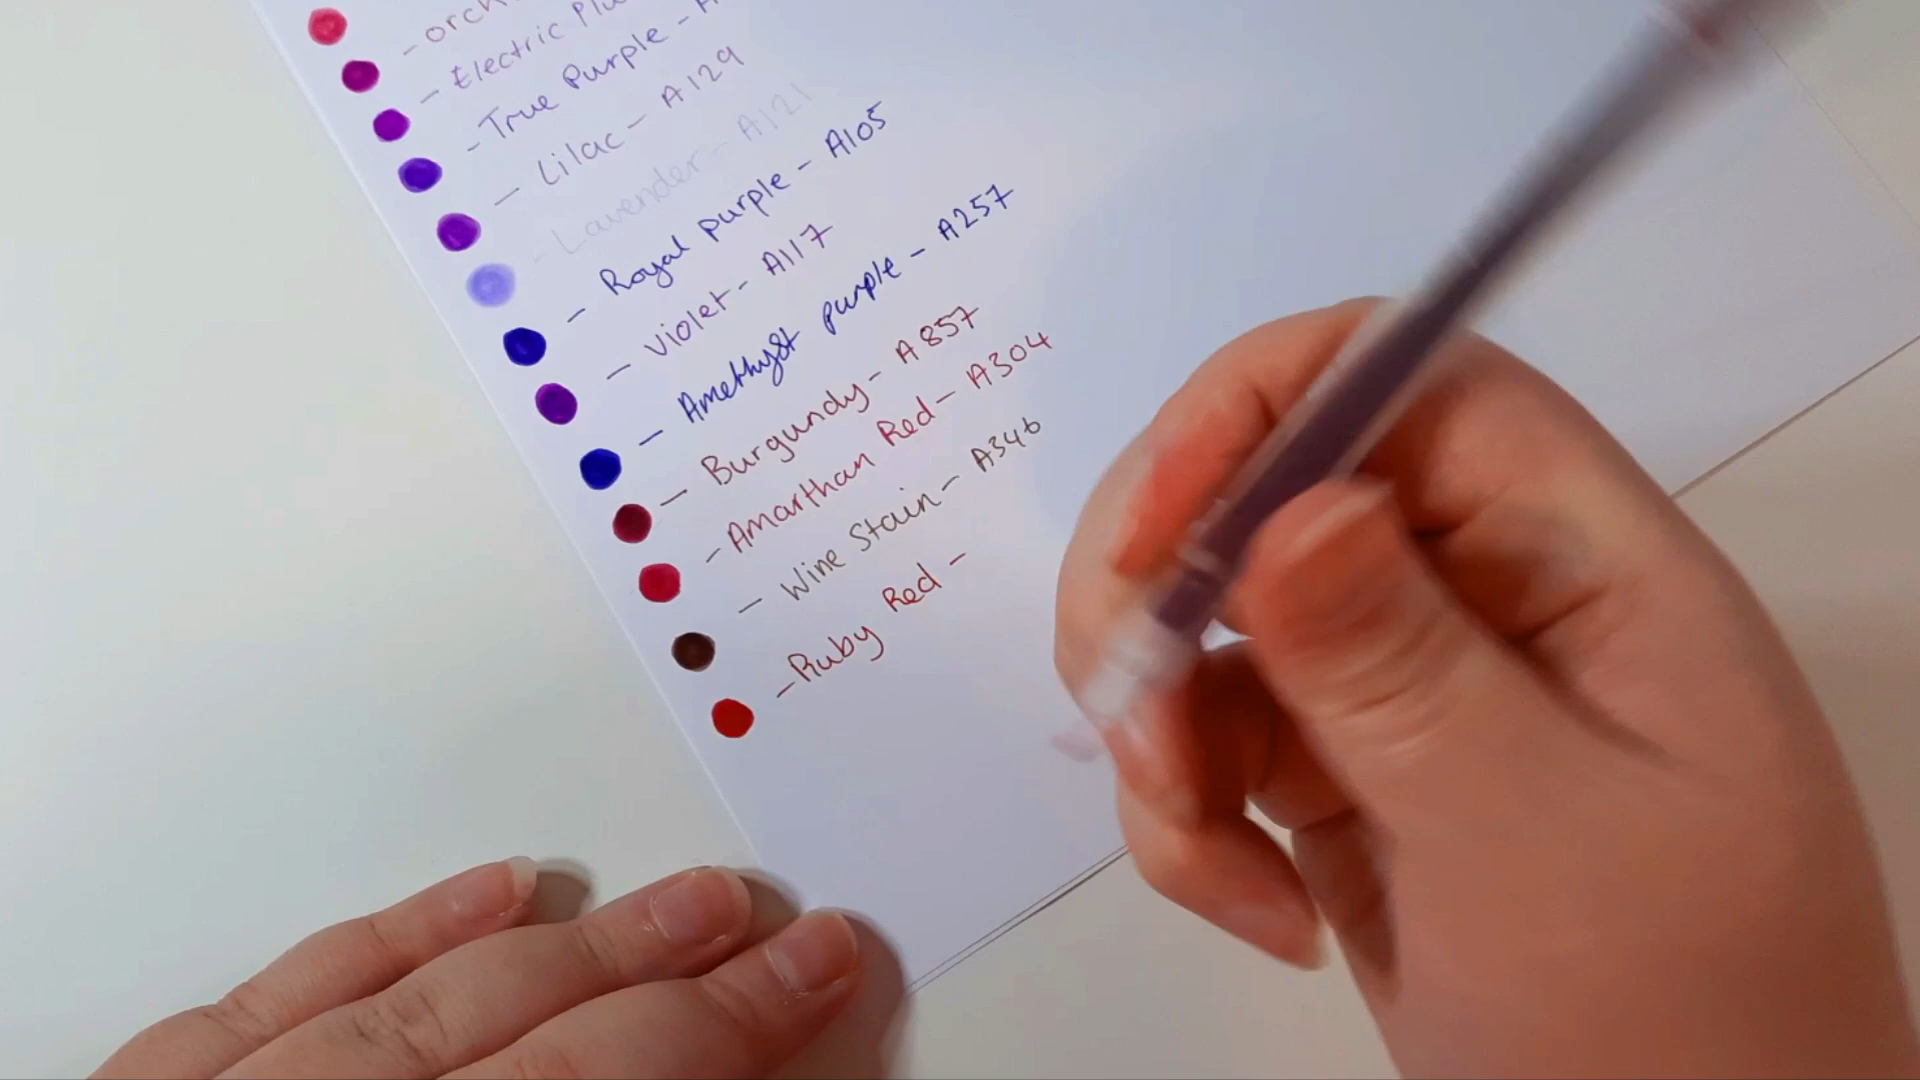 - Electric
- True Purple -
- Lilac - A129
- Lavender - A121
- Royal purple - A105
- Violet - A117
- Amethyst purple - A257
- Burgundy - A857
- Amarthan Red - A304
- Wine Stain - A346
- Ruby Red -